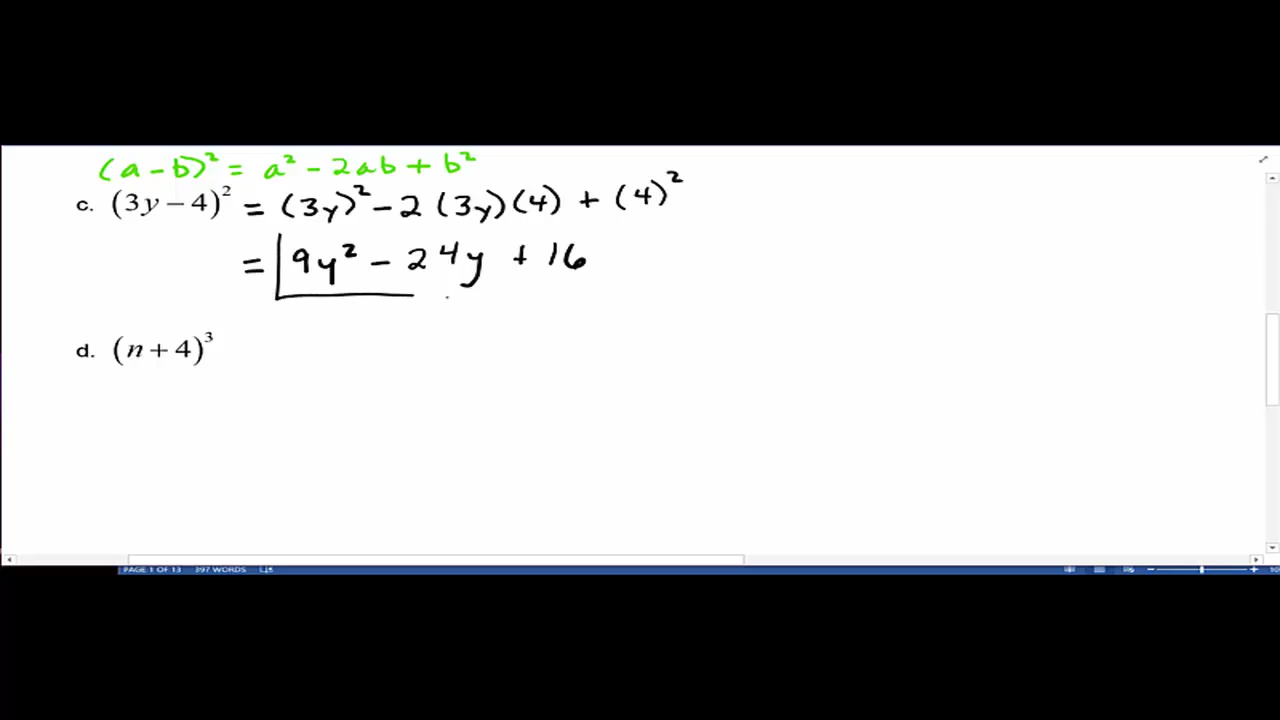 (a - b)² = a² - 2ab + b²
c. (3y - 4)² = (3y)² - 2 (3y)(4) + (4)²
= 9y² - 24y + 16
d. (n + 4)³
PAGE 1 OF 13 397 WORDS